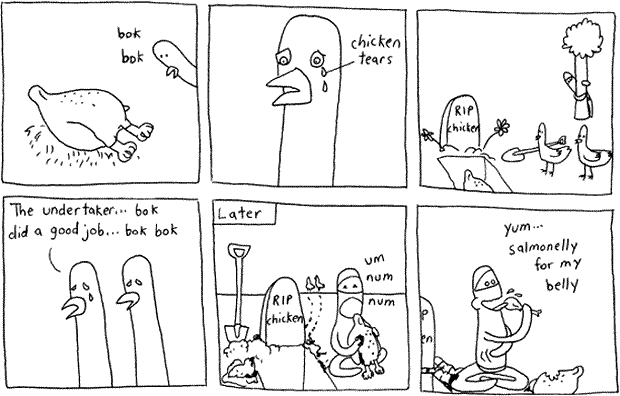 bok
bok
chicken
tears
RIP
chicken
The undertaker... bok
did a good job... bok bok
Later
um
num
num
RIP
chicken
yum...
salmonelly
for my
belly
P
en